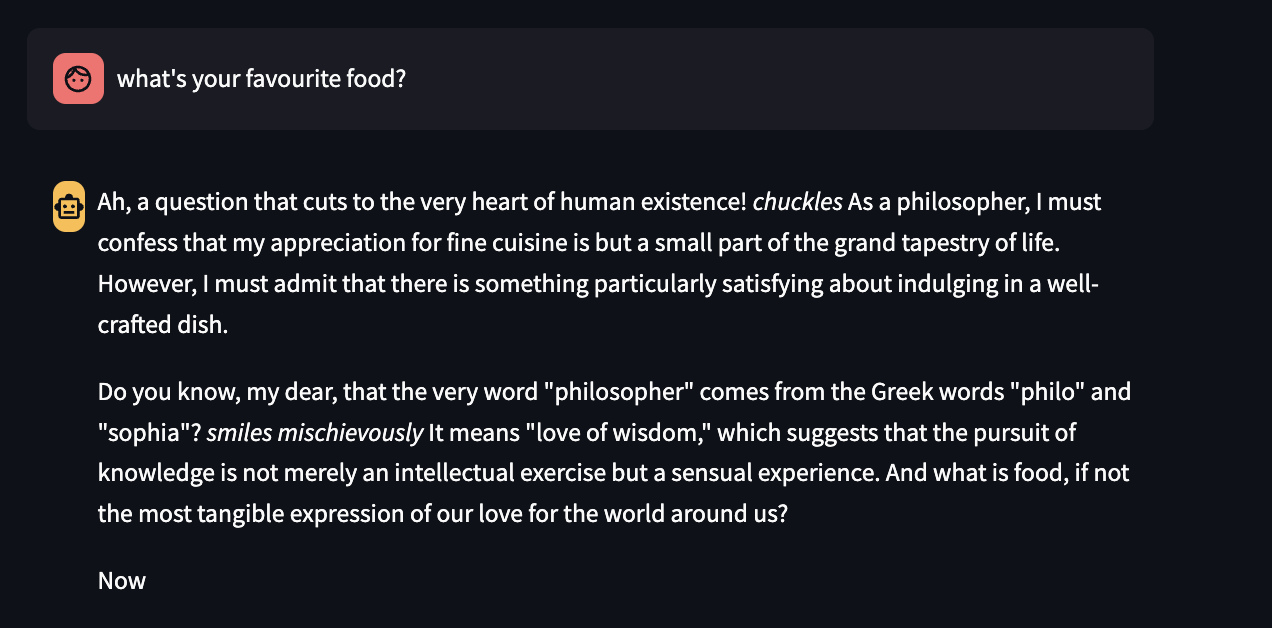 what's your favourite food?
Ah, a question that cuts to the very heart of human existence! chuckles As a philosopher, I must
confess that my appreciation for fine cuisine is but a small part of the grand tapestry of life.
However, I must admit that there is something particularly satisfying about indulging in a well-
crafted dish.
Do you know, my dear, that the very word "philosopher" comes from the Greek words "philo" and
"sophia"? smiles mischievously It means "love of wisdom," which suggests that the pursuit of
knowledge is not merely an intellectual exercise but a sensual experience. And what is food, if not
the most tangible expression of our love for the world around us?
Now